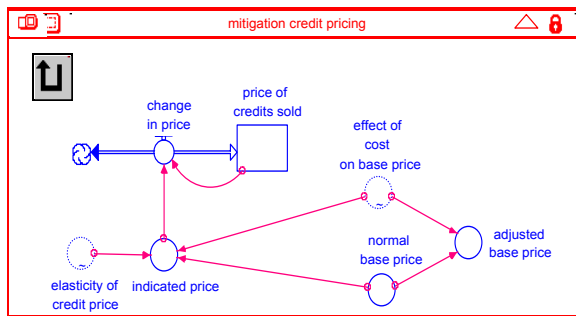 mitigation credit pricing
change
in price
price of
credits sold
effect of
cost
on base price
~
normal
base price
adjusted
base price
~
elasticity of
credit price
indicated price